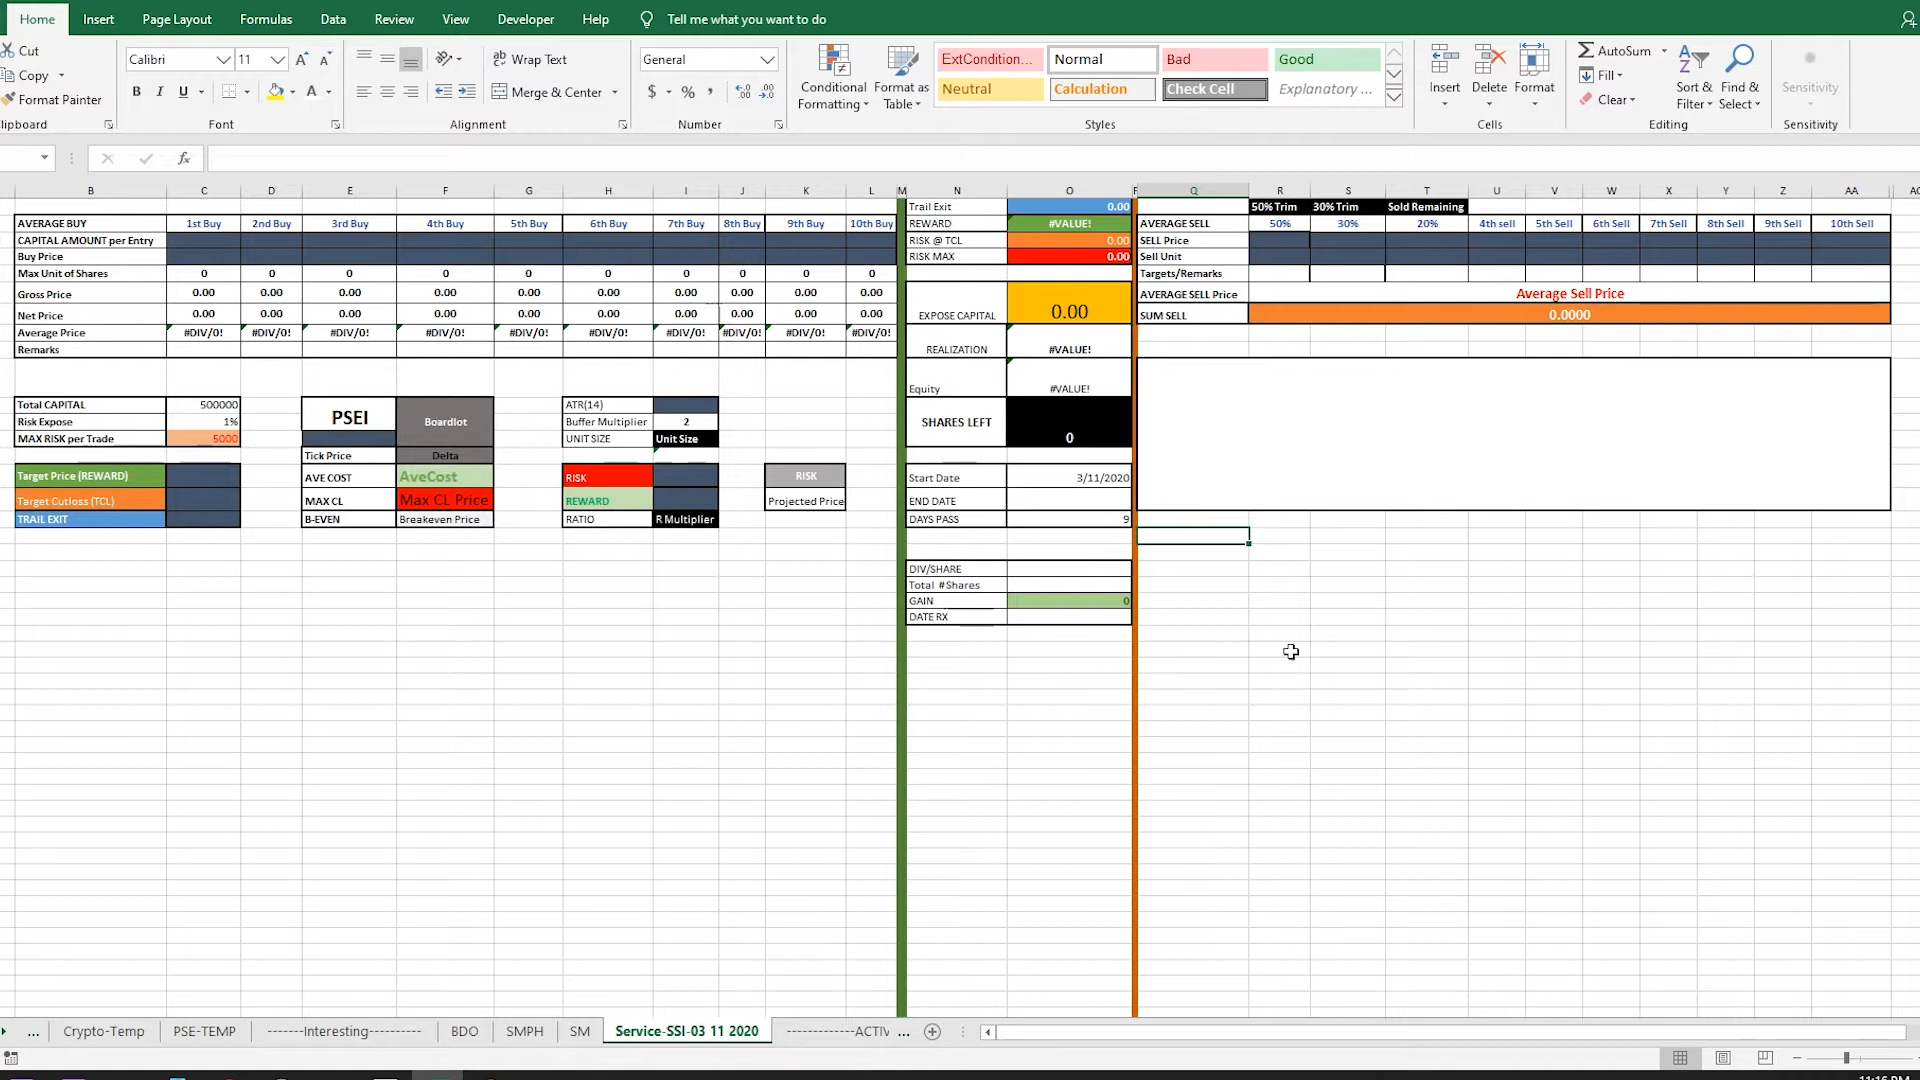 Home Insert Page Layout Formulas Data Review View Developer Help Tell me what you want to do
Cut
Copy
Format Painter
lipboard
Calibri 11
B I U
Font
Wrap Text
Merge & Center
Alignment
General
$ % ,
Number
Conditional Formatting
Format as Table
ExtCondition... Normal Bad Good
Neutral Calculation Check Cell Explanatory ...
Styles
Insert Delete Format
Cells
AutoSum
Fill
Clear
Sort & Filter
Find & Select
Editing
Sensitivity
Sensitivity
fx
B C D E F G H I J K L M N O P Q R S T U V W X Y Z AA AC
Trail Exit 0.00 50% Trim 30% Trim Sold Remaining
AVERAGE BUY 1st Buy 2nd Buy 3rd Buy 4th Buy 5th Buy 6th Buy 7th Buy 8th Buy 9th Buy 10th Buy REWARD #VALUE! AVERAGE SELL 50% 30% 20% 4th sell 5th Sell 6th Sell 7th Sell 8th Sell 9th Sell 10th Sell
CAPITAL AMOUNT per Entry RISK @ TCL 0.00 SELL Price
Buy Price RISK MAX 0.00 Sell Unit
Max Unit of Shares 0 0 0 0 0 0 0 0 0 0 Targets/Remarks
Gross Price 0.00 0.00 0.00 0.00 0.00 0.00 0.00 0.00 0.00 0.00 AVERAGE SELL Price Average Sell Price
Net Price 0.00 0.00 0.00 0.00 0.00 0.00 0.00 0.00 0.00 0.00 EXPOSE CAPITAL 0.00 SUM SELL 0.0000
Average Price #DIV/0! #DIV/0! #DIV/0! #DIV/0! #DIV/0! #DIV/0! #DIV/0! #DIV/0! #DIV/0! #DIV/0!
Remarks REALIZATION #VALUE!
Equity #VALUE!
Total CAPITAL 500000 PSEI Boardlot ATR(14)
Risk Expose 1% Buffer Multiplier 2 SHARES LEFT
MAX RISK per Trade 5000 UNIT SIZE Unit Size 0
Tick Price Delta
Target Price (REWARD) AVE COST AveCost RISK RISK Start Date 3/11/2020
Target Cutloss (TCL) MAX CL Max CL Price REWARD Projected Price END DATE
TRAIL EXIT B-EVEN Breakeven Price RATIO R Multiplier DAYS PASS 9
DIV/SHARE
Total #Shares
GAIN 0
DATE RX
... Crypto-Temp PSE-TEMP -------Interesting---------- BDO SMPH SM Service-SSI-03 11 2020 -------------ACTIV ...